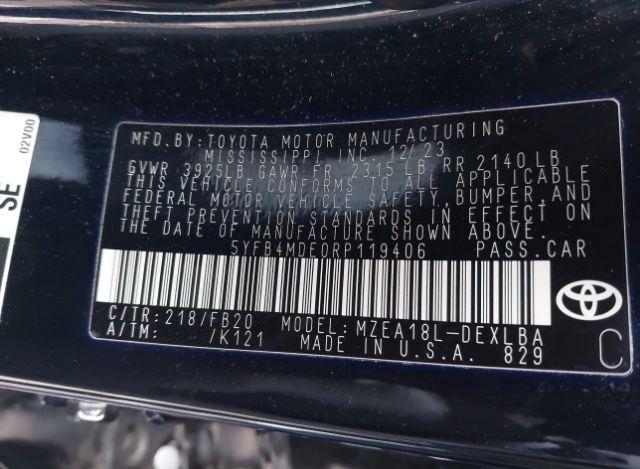 02V00
SE
MFD.BY: TOYOTA MOTOR MANUFACTURING
MISSISSIPPI, INC. 12/23
GVWR 3925LB GAWR FR 2315 LB RR 2140 LB
THIS VEHICLE CONFORMS TO ALL APPLICABLE
FEDERAL MOTOR VEHICLE SAFETY, BUMPER, AND
THEFT PREVENTION STANDARDS IN EFFECT ON
THE DATE OF MANUFACTURE SHOWN ABOVE.
5YFB4MDE0RP119406 PASS.CAR
C/TR: 218/FB20 MODEL: MZEA18L-DEXLBA
A/TM: /K121 MADE IN U.S.A. 829
C